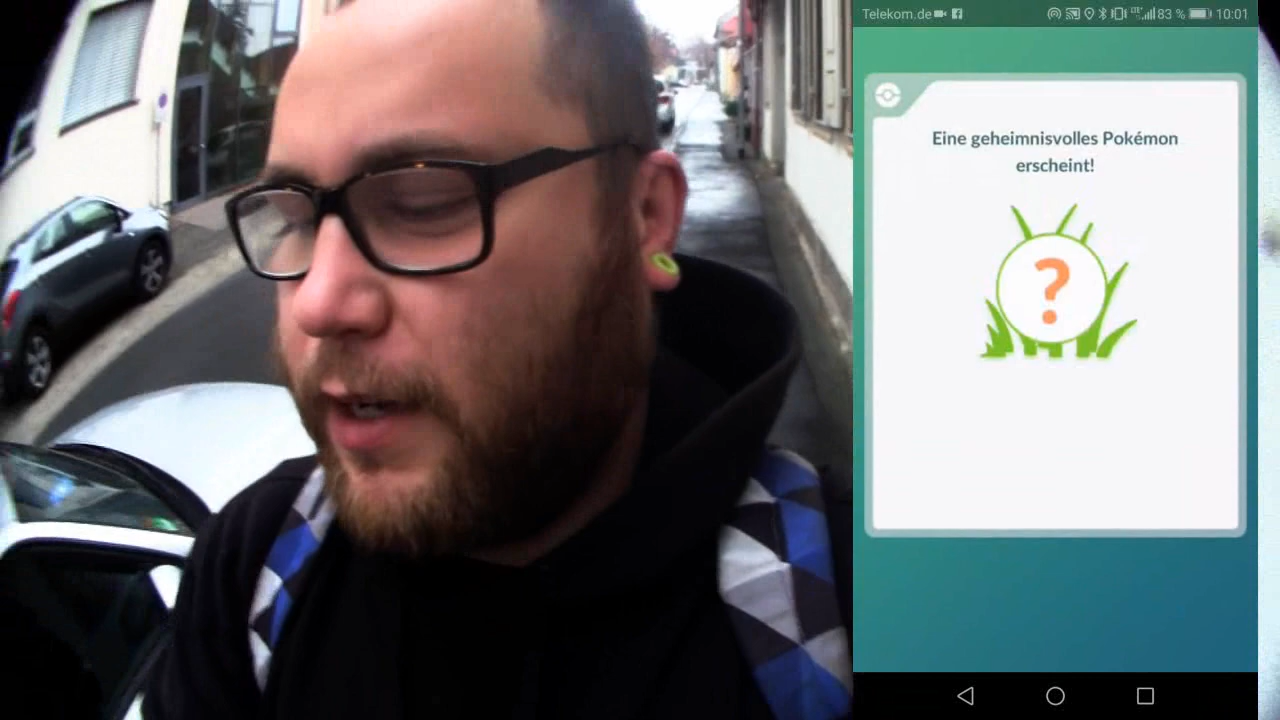 Telekom.de 83 % 10:01
Eine geheimnisvolles Pokémon
erscheint!
?